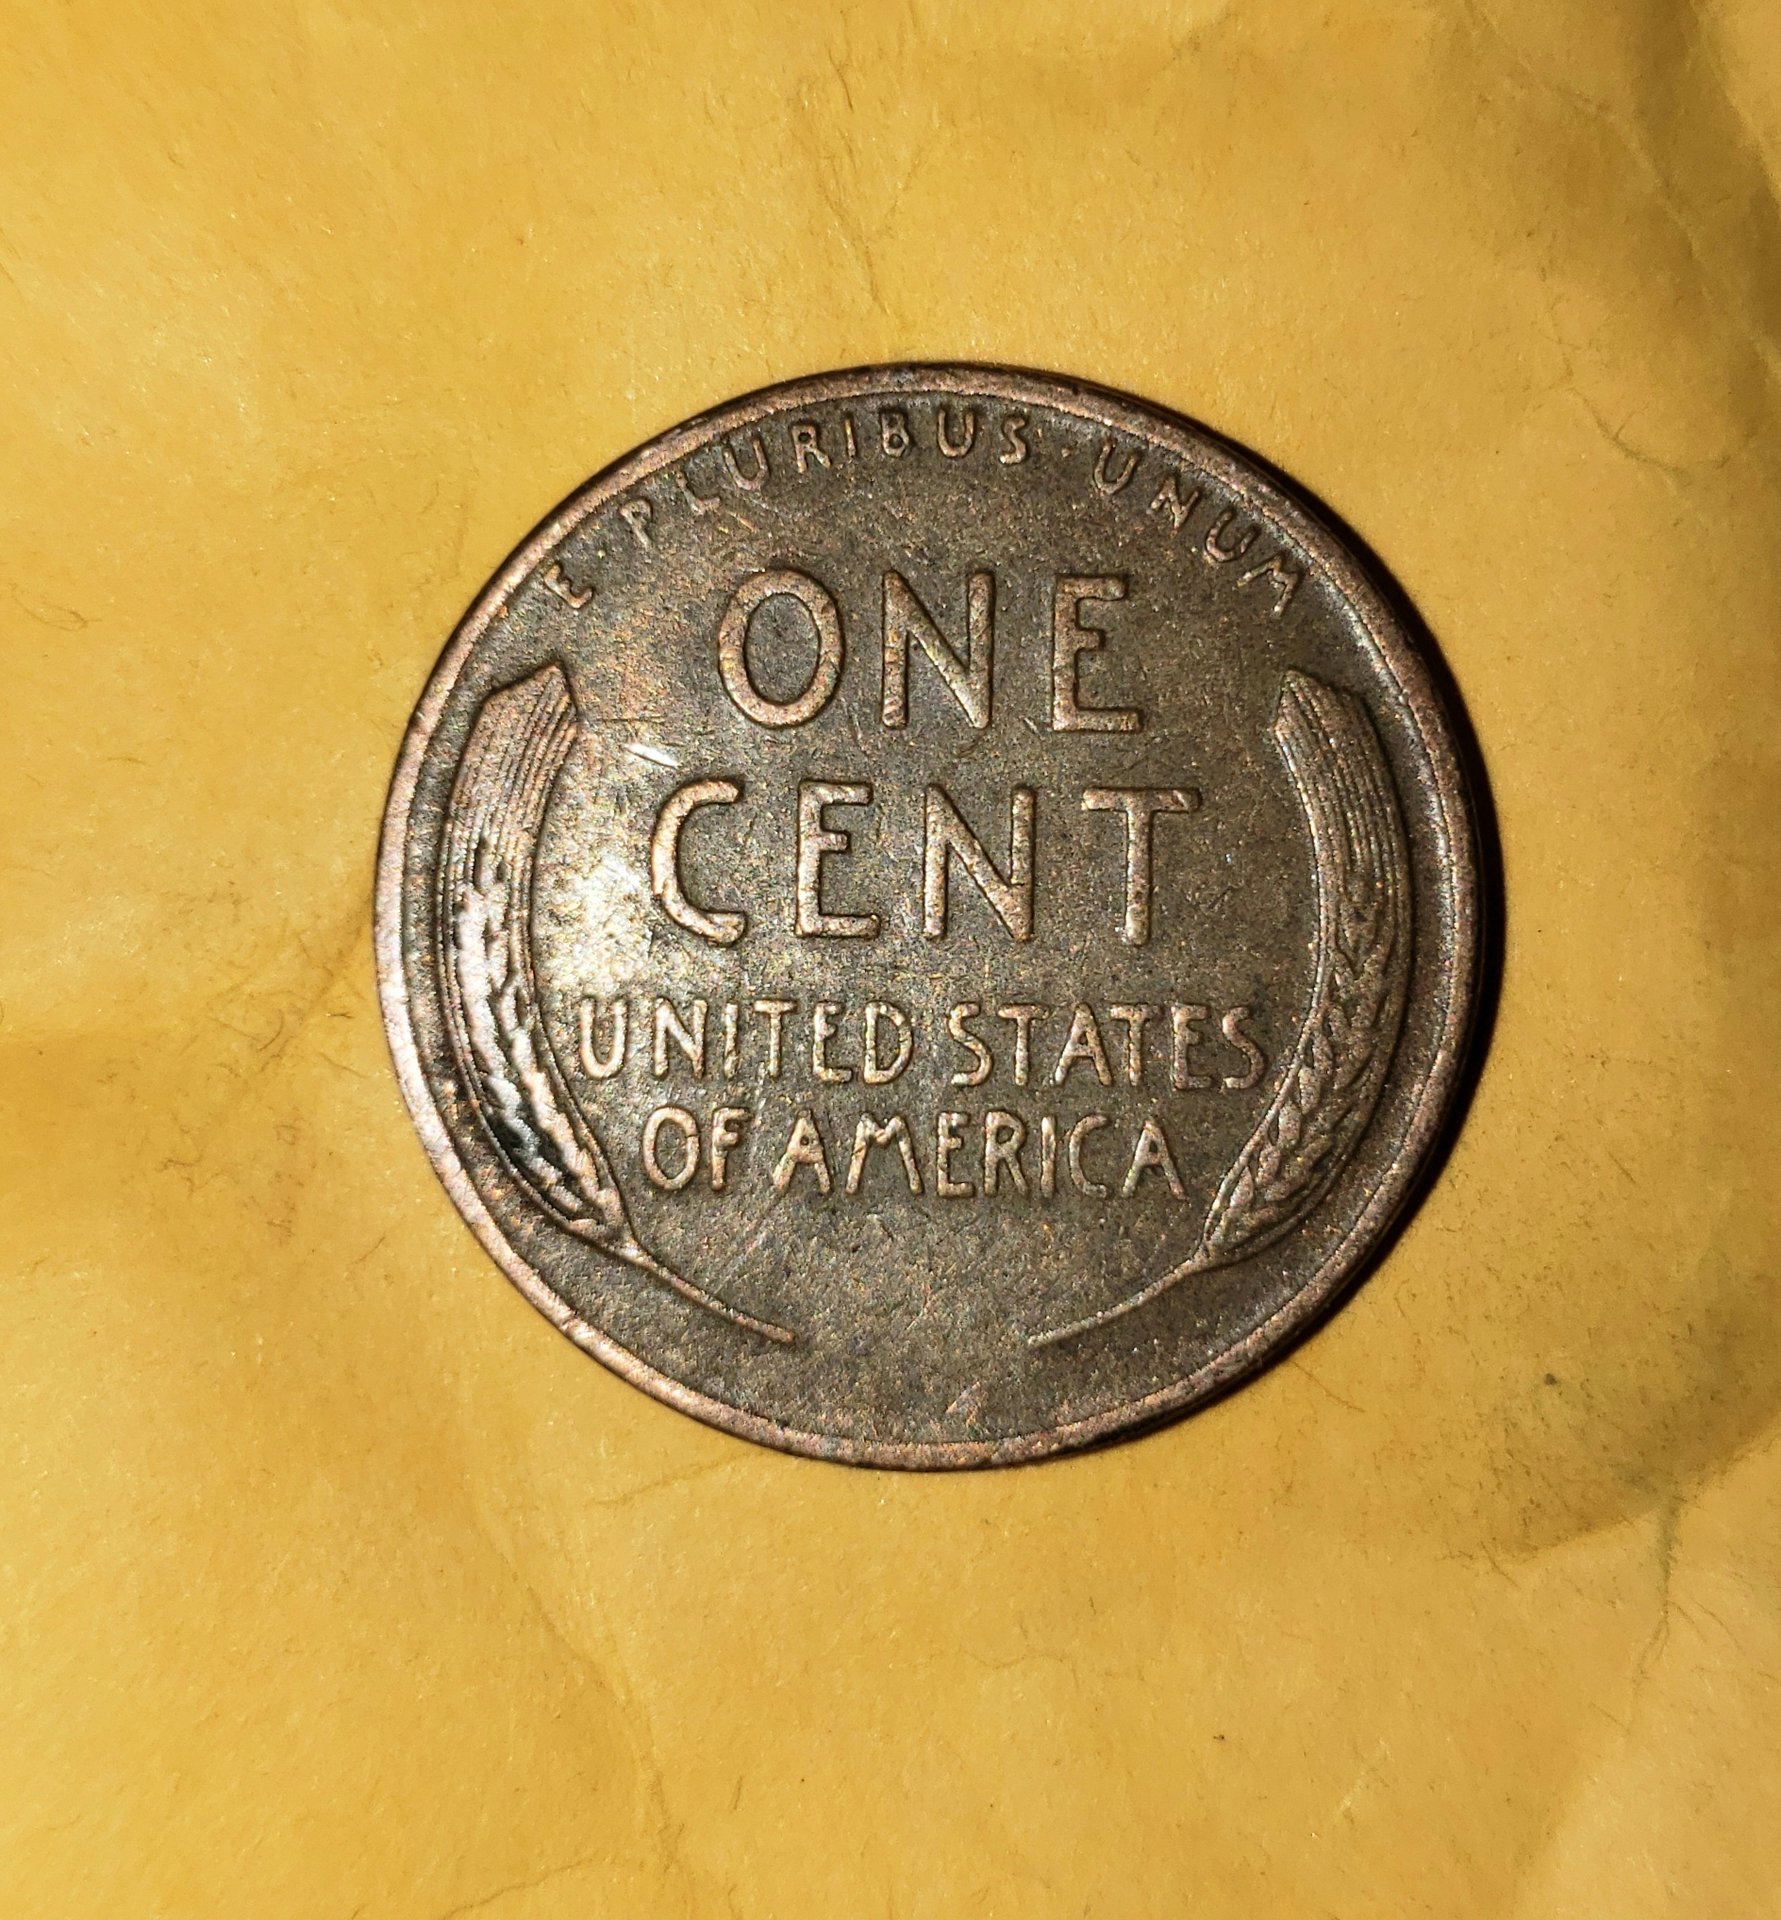 E · PLURIBUS · UNUM
ONE
CENT
UNITED STATES
OF AMERICA